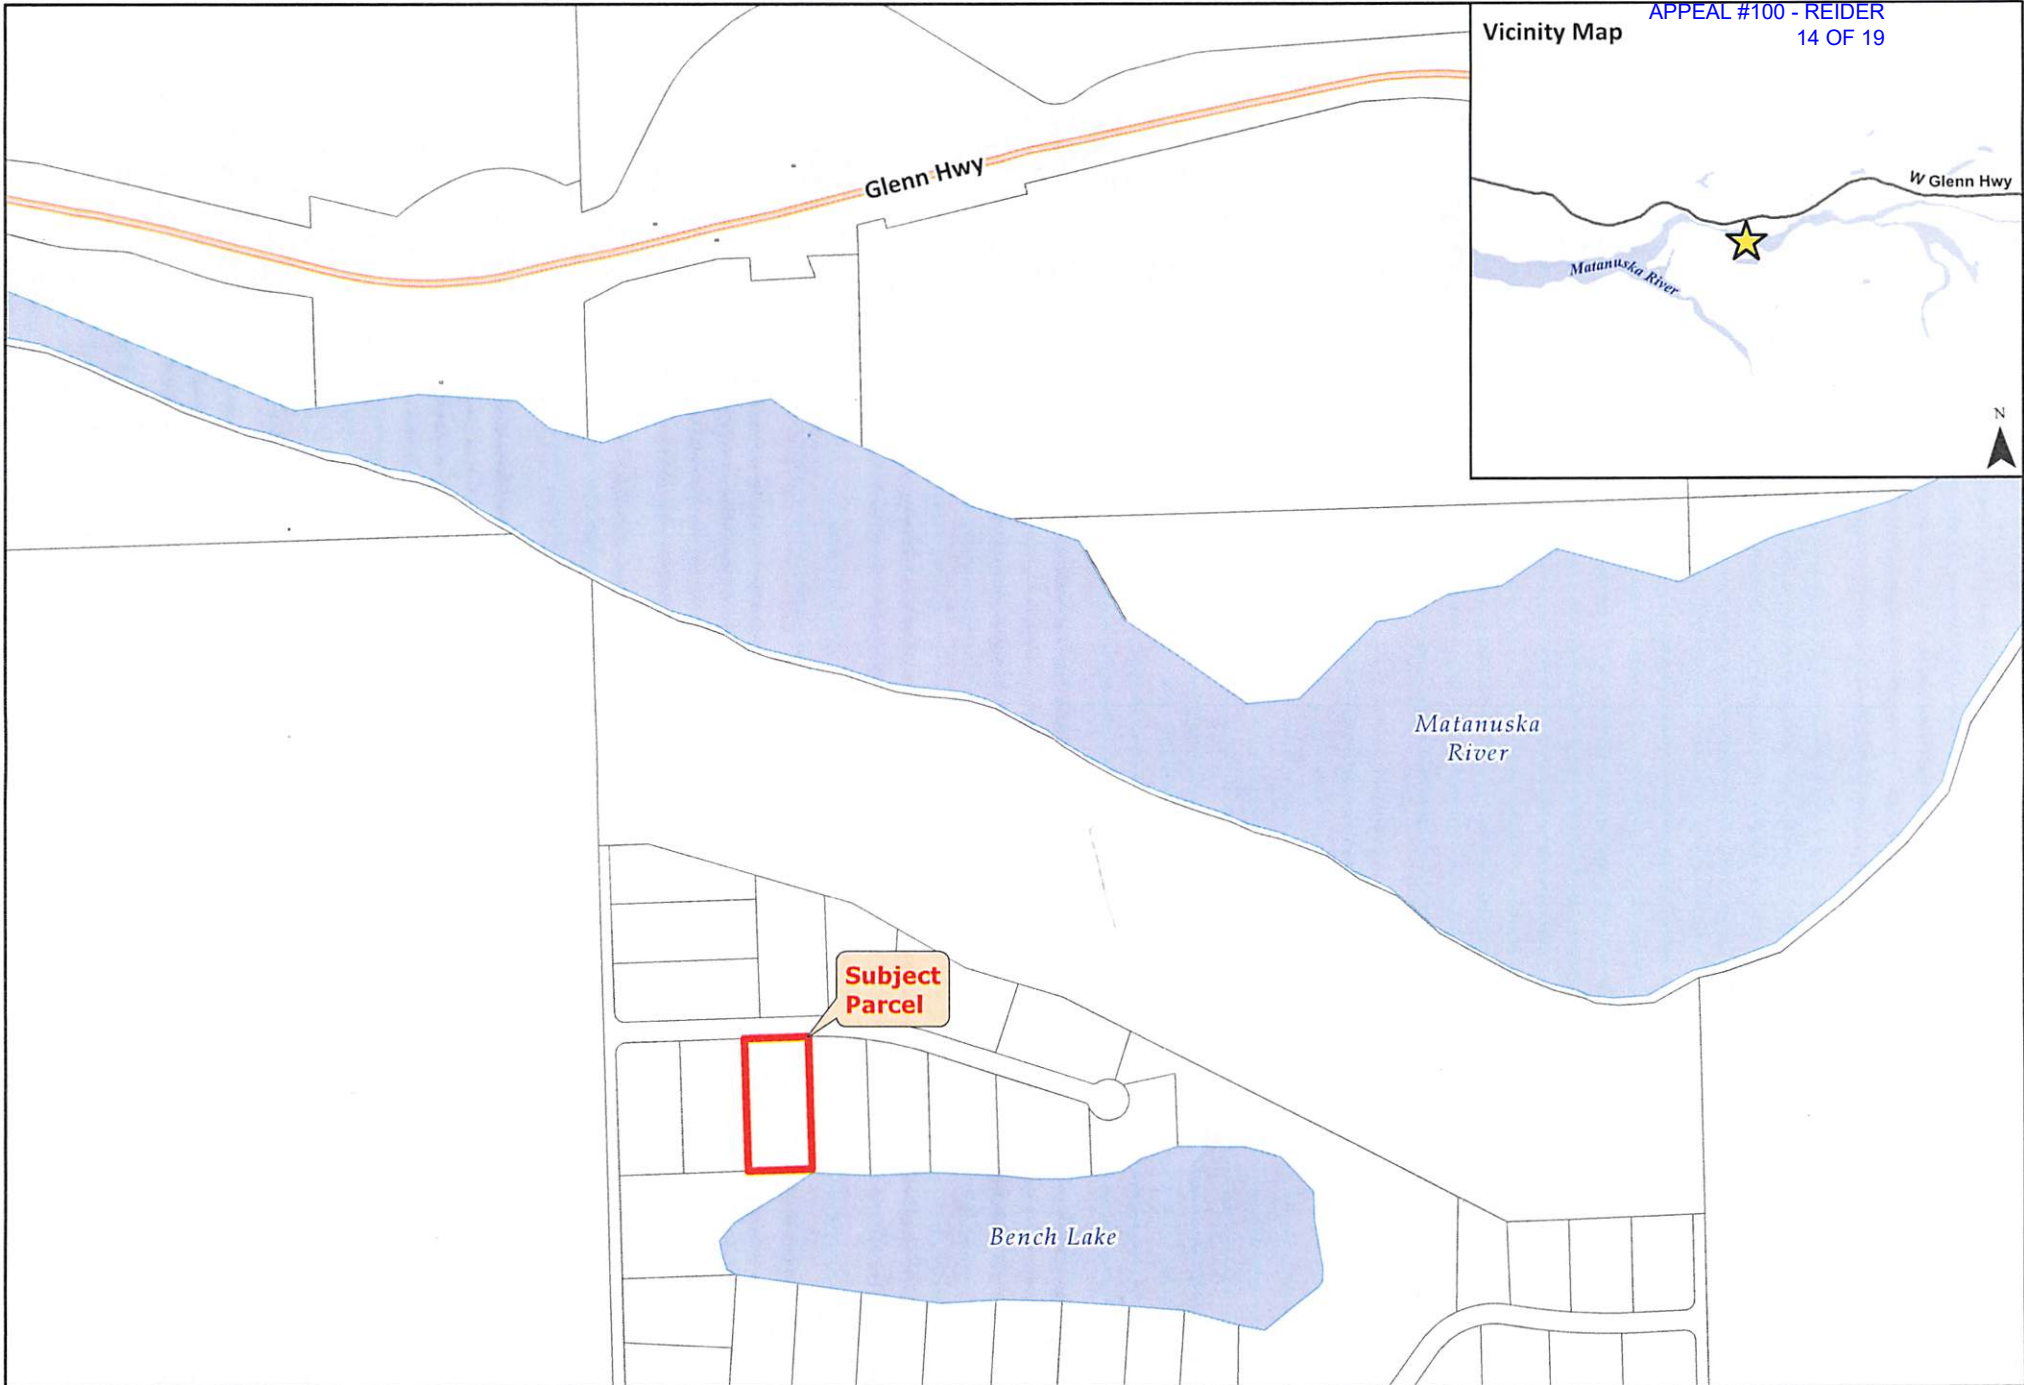 APPEAL #100 - REIDER
14 OF 19
Vicinity Map
W Glenn Hwy
Matanuska River
N
Glenn Hwy
Matanuska
River
Subject
Parcel
Bench Lake